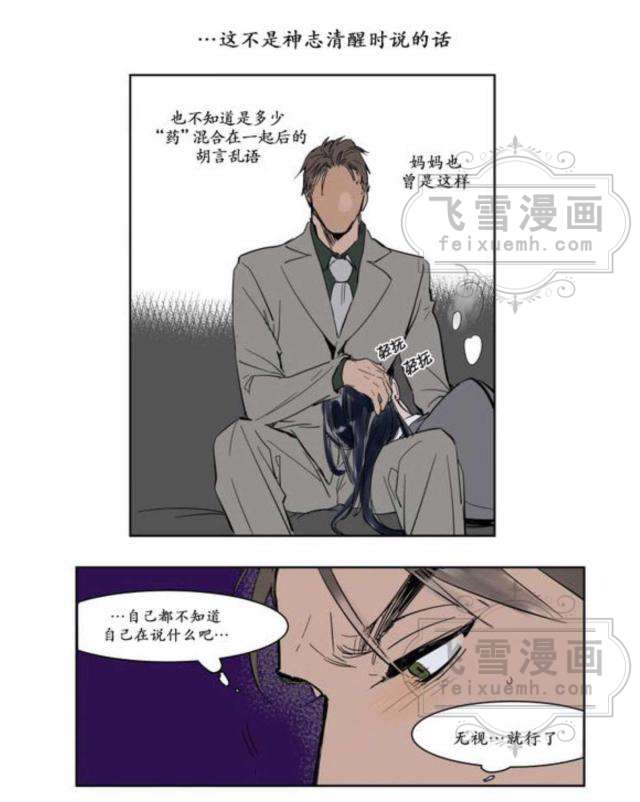 …这不是神志清醒时说的话
也不知道是多少
“药”混合在一起后的
胡言乱语
妈妈也
曾是这样
飞雪漫画
feixuemh.com
轻抚
轻抚
…自己都不知道
自己在说什么吧…
飞雪漫画
feixuemh.com
无视…就行了